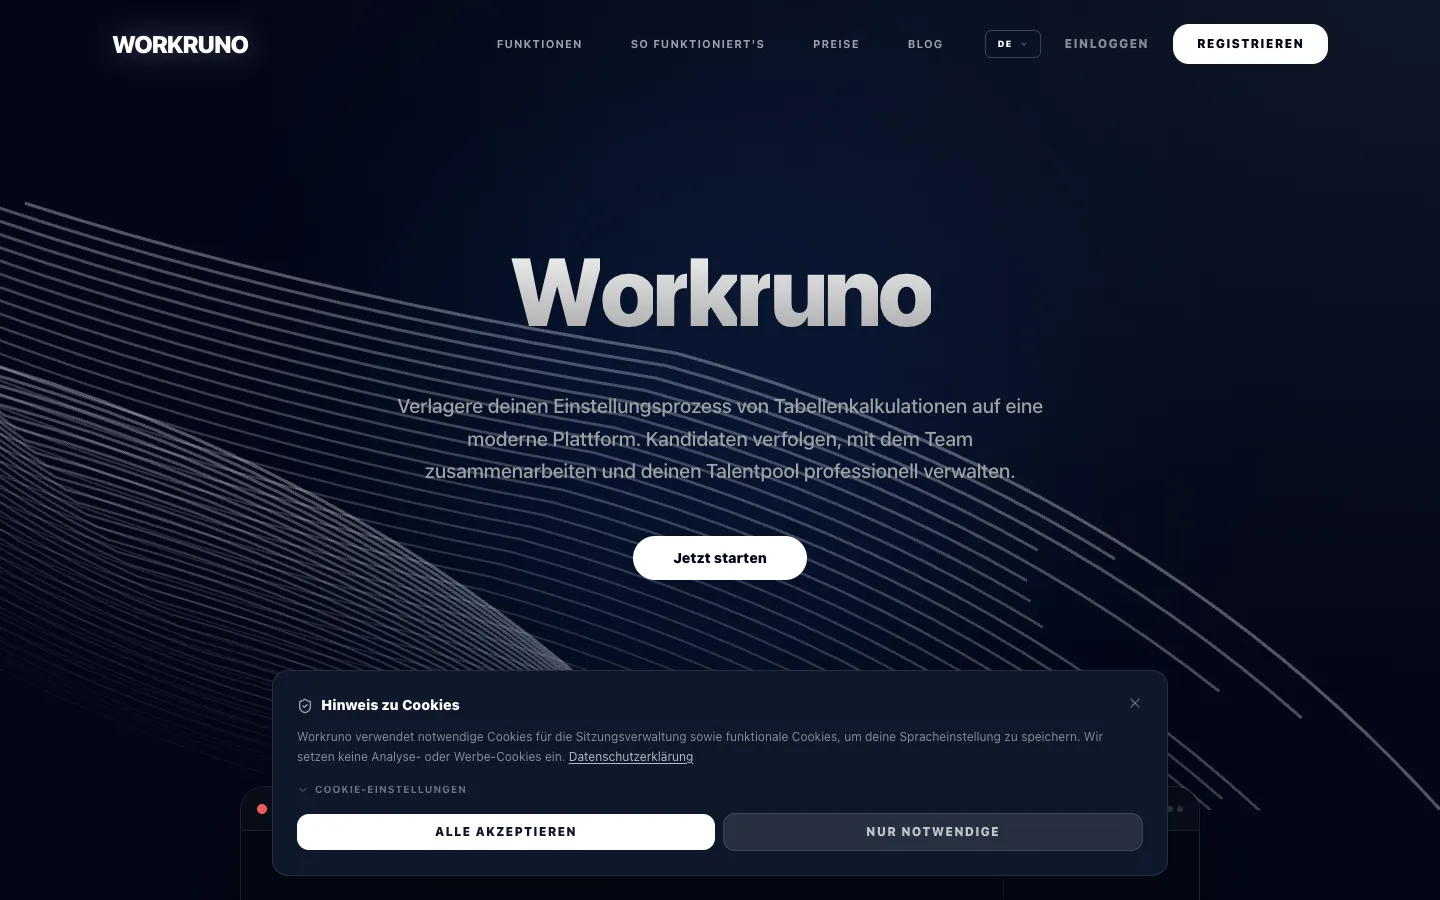 WORKRUNO
FUNKTIONEN
SO FUNKTIONIERT'S
PREISE
BLOG
DE
EINLOGGEN
REGISTRIEREN
Workruno
Verlagere deinen Einstellungsprozess von Tabellenkalkulationen auf eine
moderne Plattform. Kandidaten verfolgen, mit dem Team
zusammenarbeiten und deinen Talentpool professionell verwalten.
Jetzt starten
Hinweis zu Cookies
Workruno verwendet notwendige Cookies für die Sitzungsverwaltung sowie funktionale Cookies, um deine Spracheinstellung zu speichern. Wir
setzen keine Analyse- oder Werbe-Cookies ein. Datenschutzerklärung
COOKIE-EINSTELLUNGEN
ALLE AKZEPTIEREN
NUR NOTWENDIGE